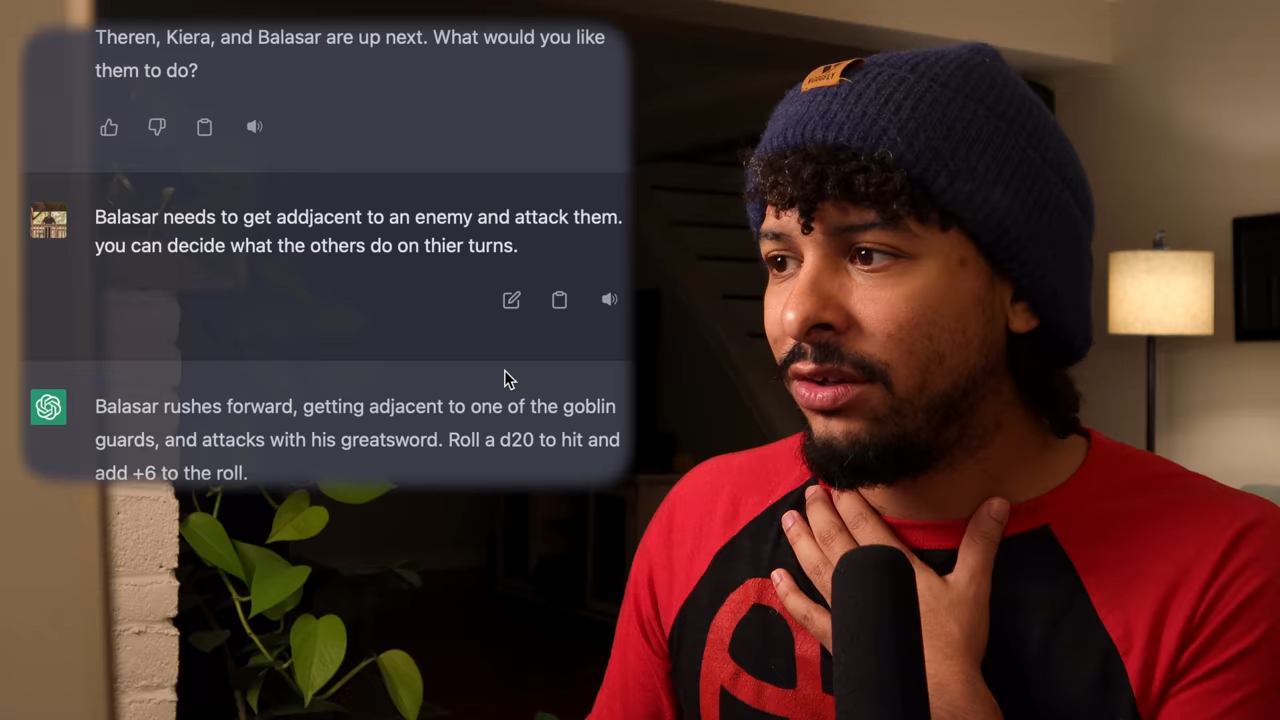 Theren, Kiera, and Balasar are up next. What would you like
them to do?
Balasar needs to get addjacent to an enemy and attack them.
you can decide what the others do on thier turns.
Balasar rushes forward, getting adjacent to one of the goblin
guards, and attacks with his greatsword. Roll a d20 to hit and
add +6 to the roll.